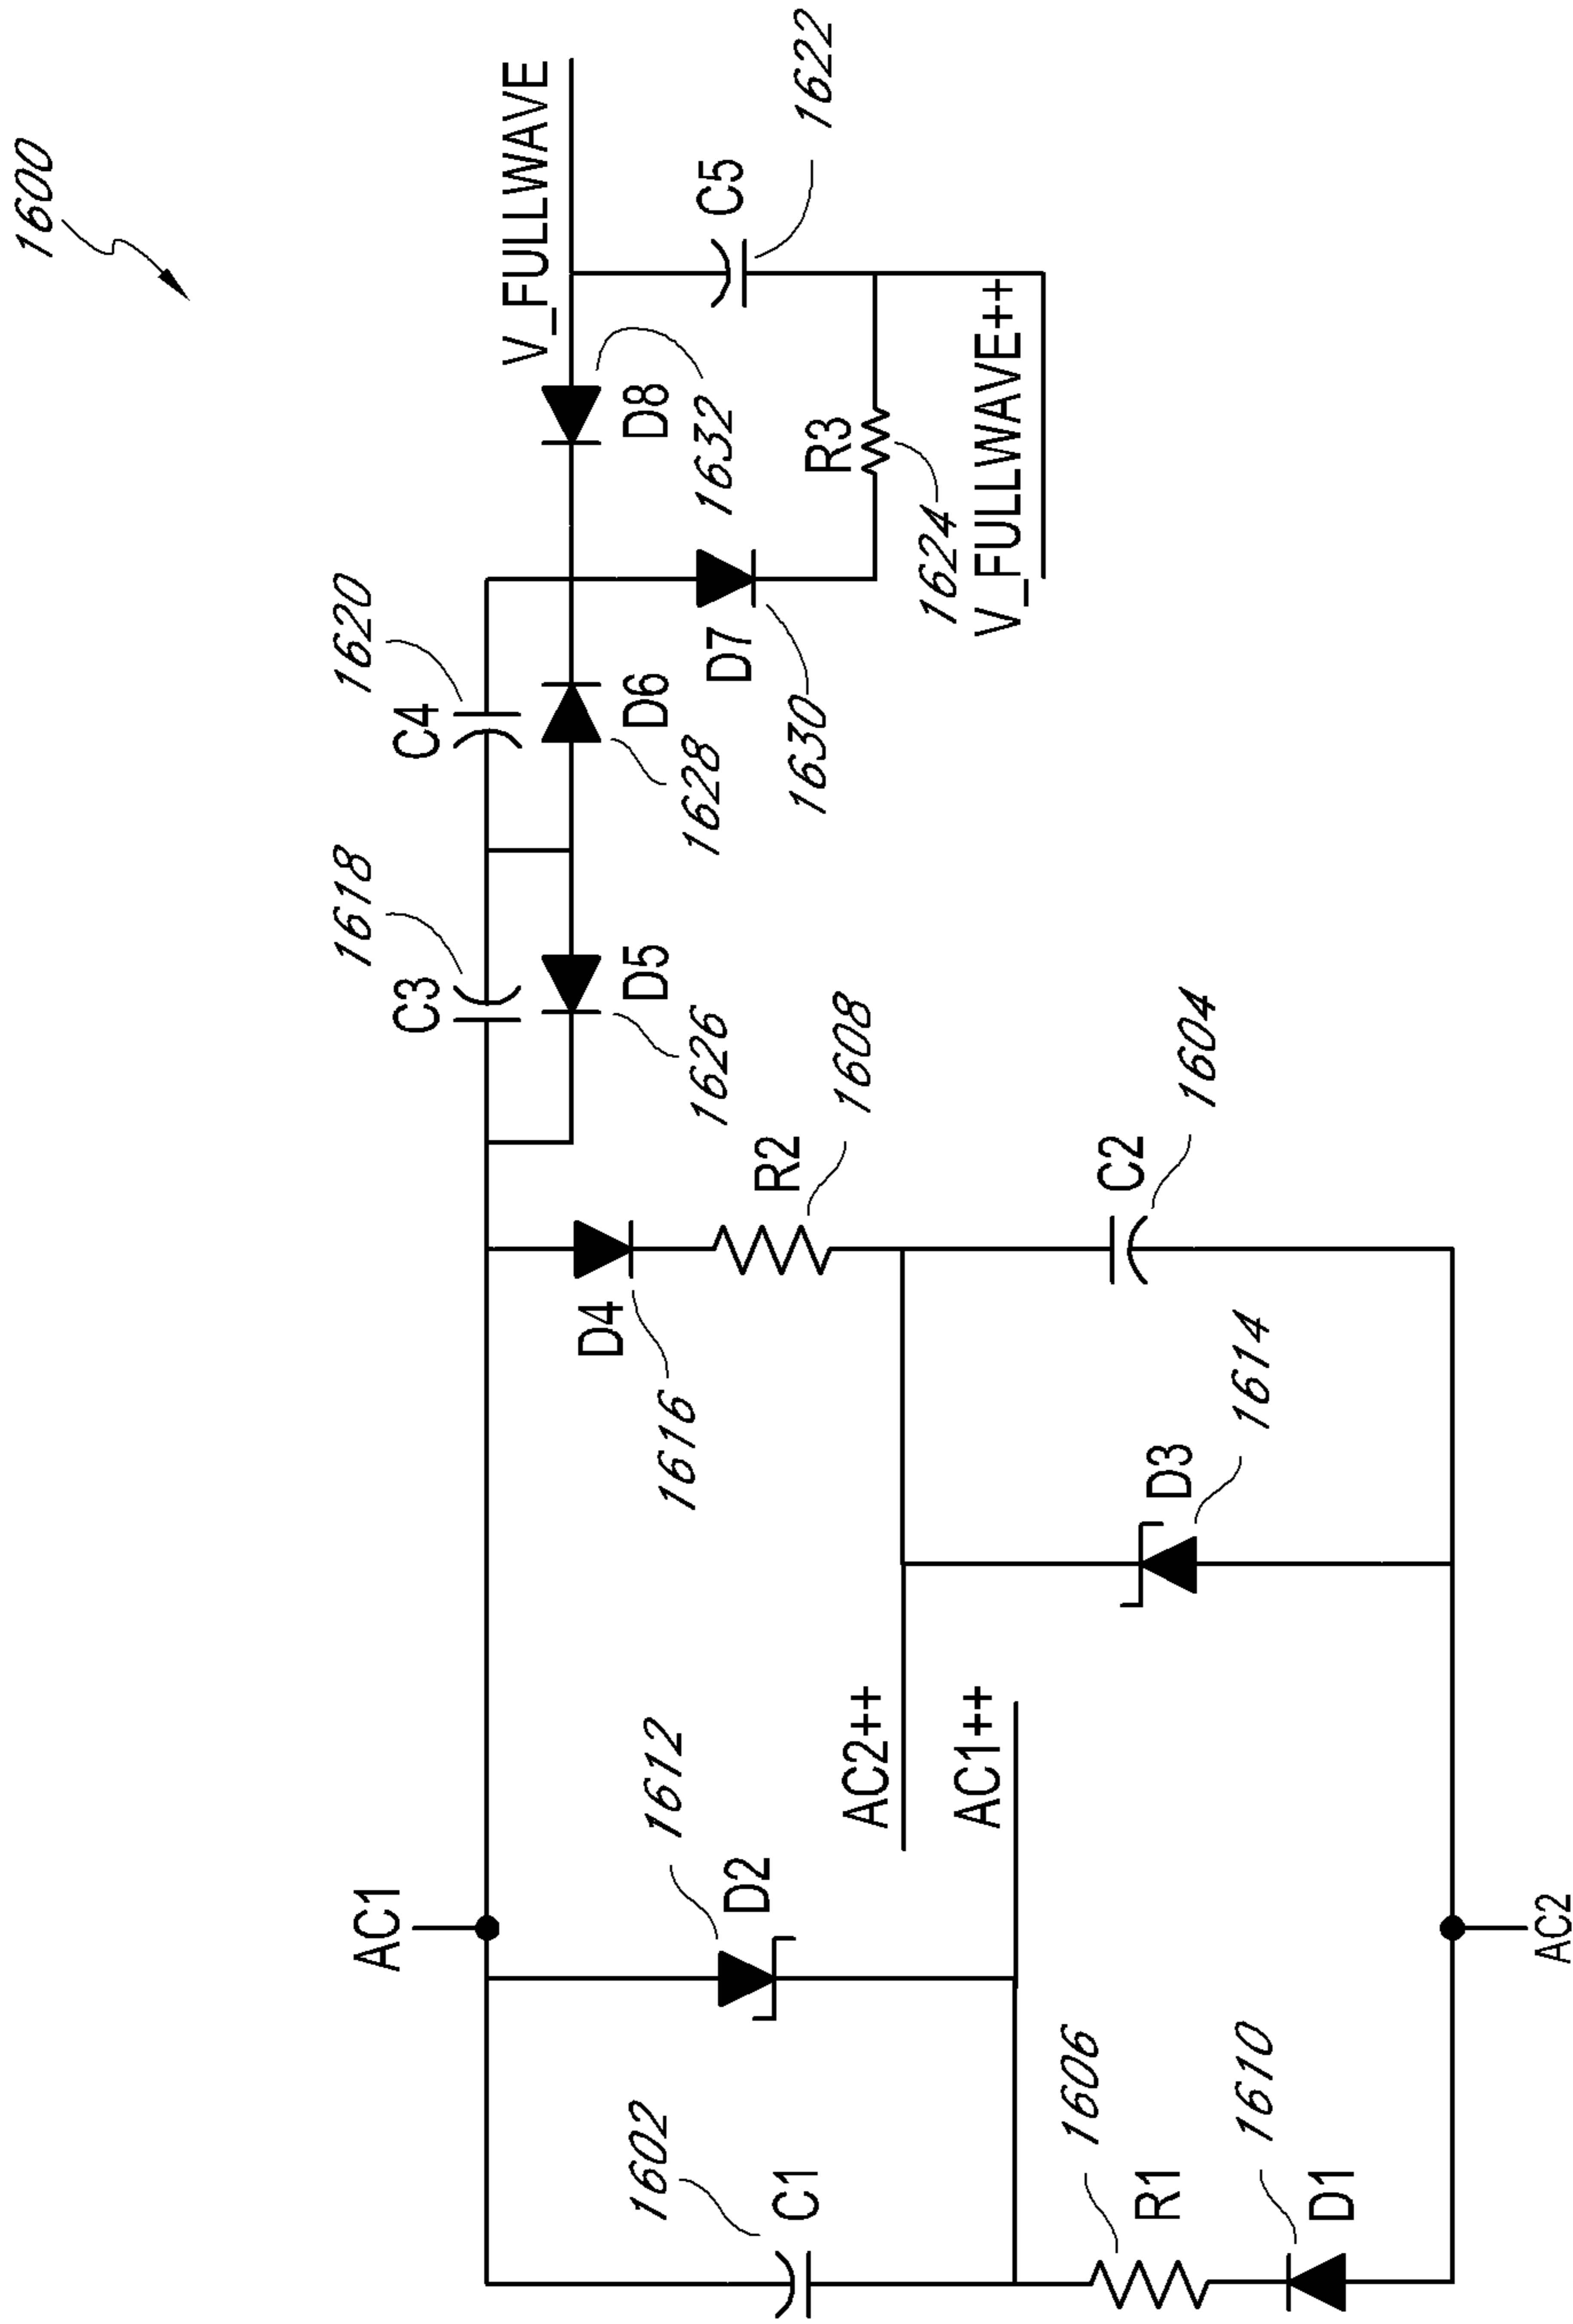 1600
V_FULLWAVE
C5
1622
D8
1632
R3
1624
V_FULLWAVE++
1620
C4
D6
1628
D7
1630
1618
C3
D5
1626
R2
1608
D4
1616
C2
1604
D3
1614
AC2++
AC1++
AC1
1612
D2
AC2
1602
C1
1606
R1
1610
D1